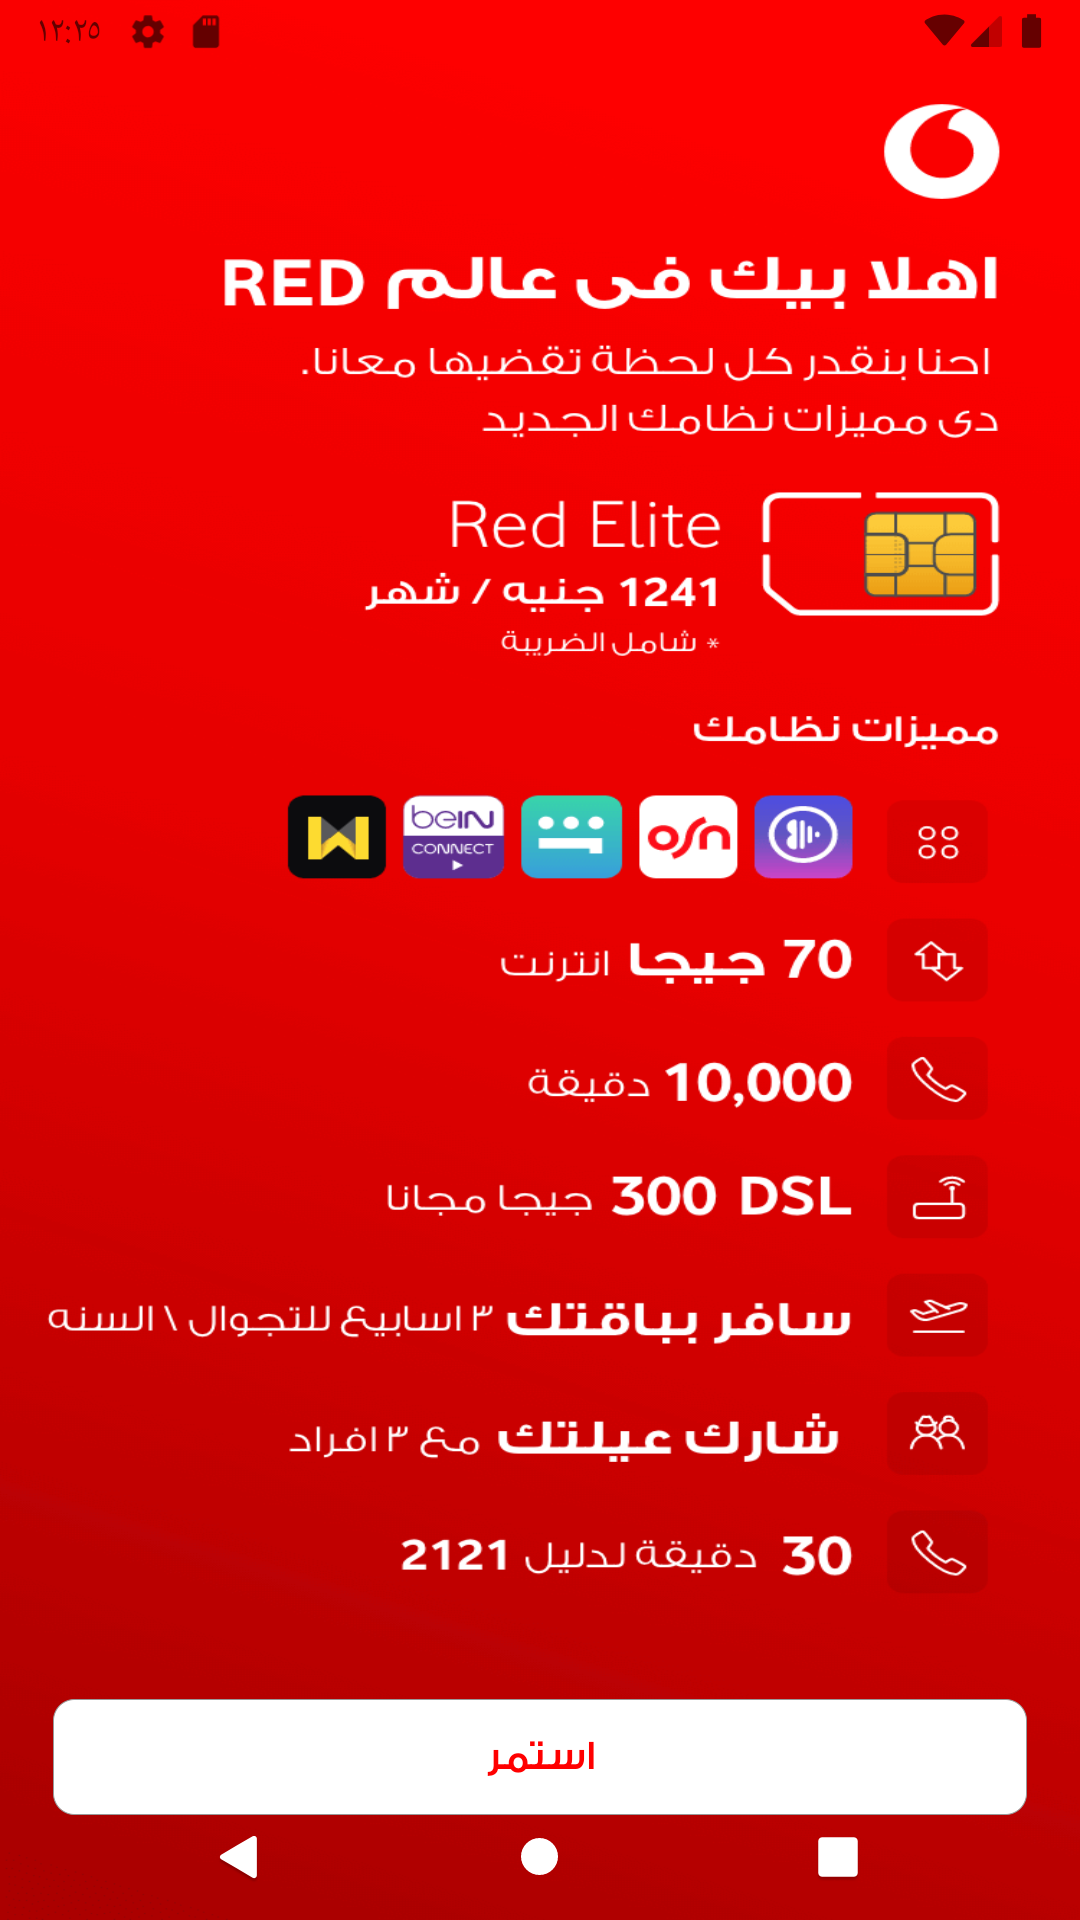 ١٢:٢٥
اهلا بيك فى عالم RED
احنا بنقدر كل لحظة تقضيها معانا.
دى مميزات نظامك الجديد
Red Elite
1241 جنيه / شهر
* شامل الضريبة
مميزات نظامك
osn
beIN
CONNECT
W
70 جيجا انترنت
10,000 دقيقة
300 DSL جيجا مجانا
سافر بباقتك ٣ اسابيع للتجوال \ السنه
شارك عيلتك مع ٣ افراد
30 دقيقة لدليل 2121
استمر